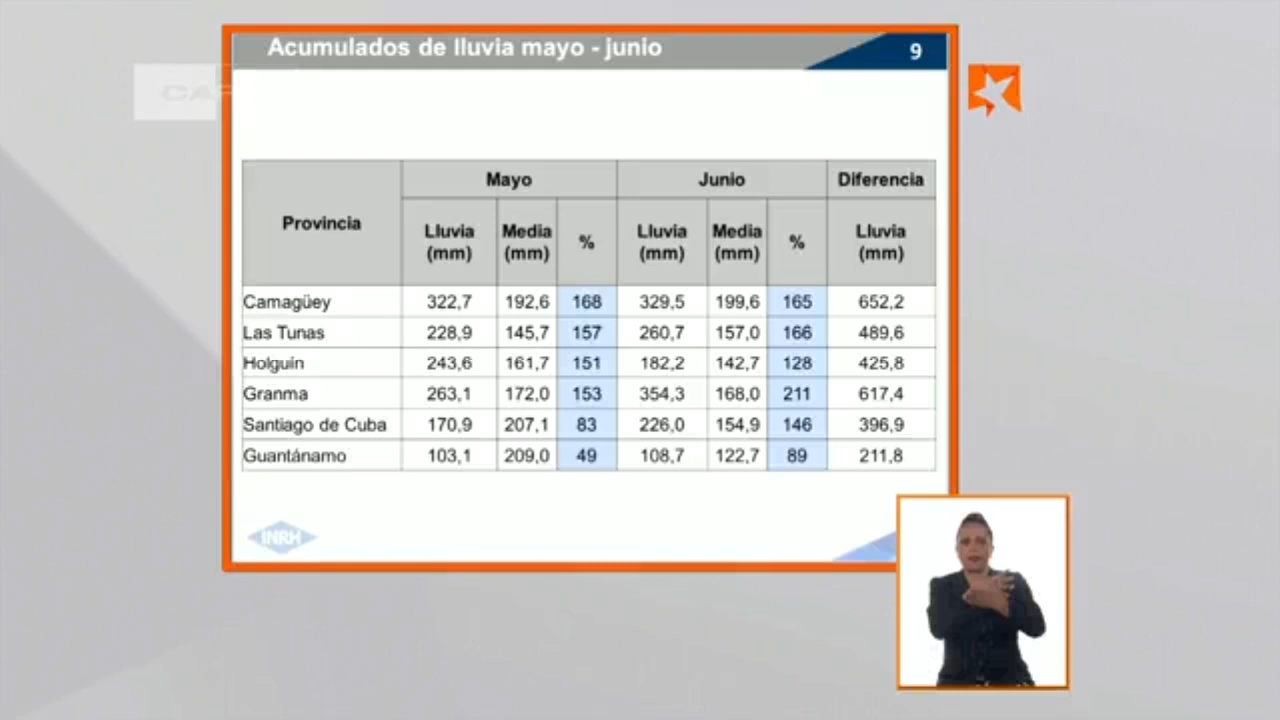 Acumulados de lluvia mayo - junio
9
Provincia
Mayo
Junio
Diferencia
Lluvia (mm)
Media (mm)
%
Lluvia (mm)
Media (mm)
%
Lluvia (mm)
Camagüey 322,7 192,6 168 329,5 199,6 165 652,2
Las Tunas 228,9 145,7 157 260,7 157,0 166 489,6
Holguín 243,6 161,7 151 182,2 142,7 128 425,8
Granma 263,1 172,0 153 354,3 168,0 211 617,4
Santiago de Cuba 170,9 207,1 83 226,0 154,9 146 396,9
Guantánamo 103,1 209,0 49 108,7 122,7 89 211,8
INRH